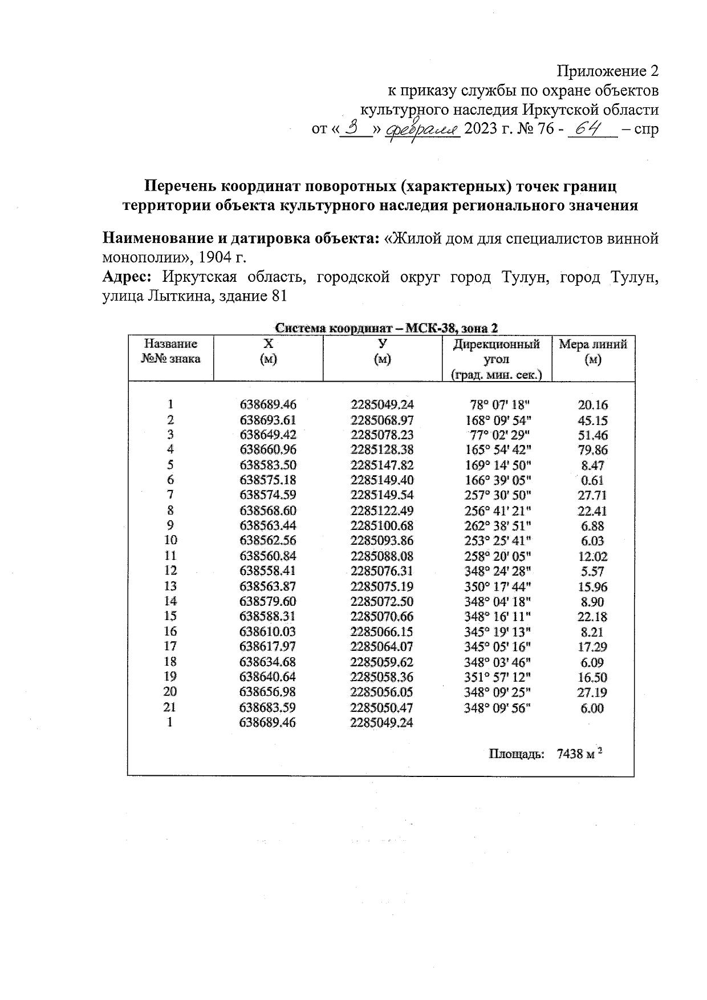 Приложение 2
к приказу службы по охране объектов
культурного наследия Иркутской области
от «3» февраля 2023 г. № 76 - 64 – спр
Перечень координат поворотных (характерных) точек границ
территории объекта культурного наследия регионального значения
Наименование и датировка объекта: «Жилой дом для специалистов винной
монополии», 1904 г.
Адрес: Иркутская область, городской округ город Тулун, город Тулун,
улица Лыткина, здание 81
Система координат – МСК-38, зона 2
Название №№ знака X (м) У (м) Дирекционный угол (град. мин. сек.) Мера линий (м)
1 638689.46 2285049.24 78° 07' 18" 20.16
2 638693.61 2285068.97 168° 09' 54" 45.15
3 638649.42 2285078.23 77° 02' 29" 51.46
4 638660.96 2285128.38 165° 54' 42" 79.86
5 638583.50 2285147.82 169° 14' 50" 8.47
6 638575.18 2285149.40 166° 39' 05" 0.61
7 638574.59 2285149.54 257° 30' 50" 27.71
8 638568.60 2285122.49 256° 41' 21" 22.41
9 638563.44 2285100.68 262° 38' 51" 6.88
10 638562.56 2285093.86 253° 25' 41" 6.03
11 638560.84 2285088.08 258° 20' 05" 12.02
12 638558.41 2285076.31 348° 24' 28" 5.57
13 638563.87 2285075.19 350° 17' 44" 15.96
14 638579.60 2285072.50 348° 04' 18" 8.90
15 638588.31 2285070.66 348° 16' 11" 22.18
16 638610.03 2285066.15 345° 19' 13" 8.21
17 638617.97 2285064.07 345° 05' 16" 17.29
18 638634.68 2285059.62 348° 03' 46" 6.09
19 638640.64 2285058.36 351° 57' 12" 16.50
20 638656.98 2285056.05 348° 09' 25" 27.19
21 638683.59 2285050.47 348° 09' 56" 6.00
1 638689.46 2285049.24
Площадь: 7438 м ²